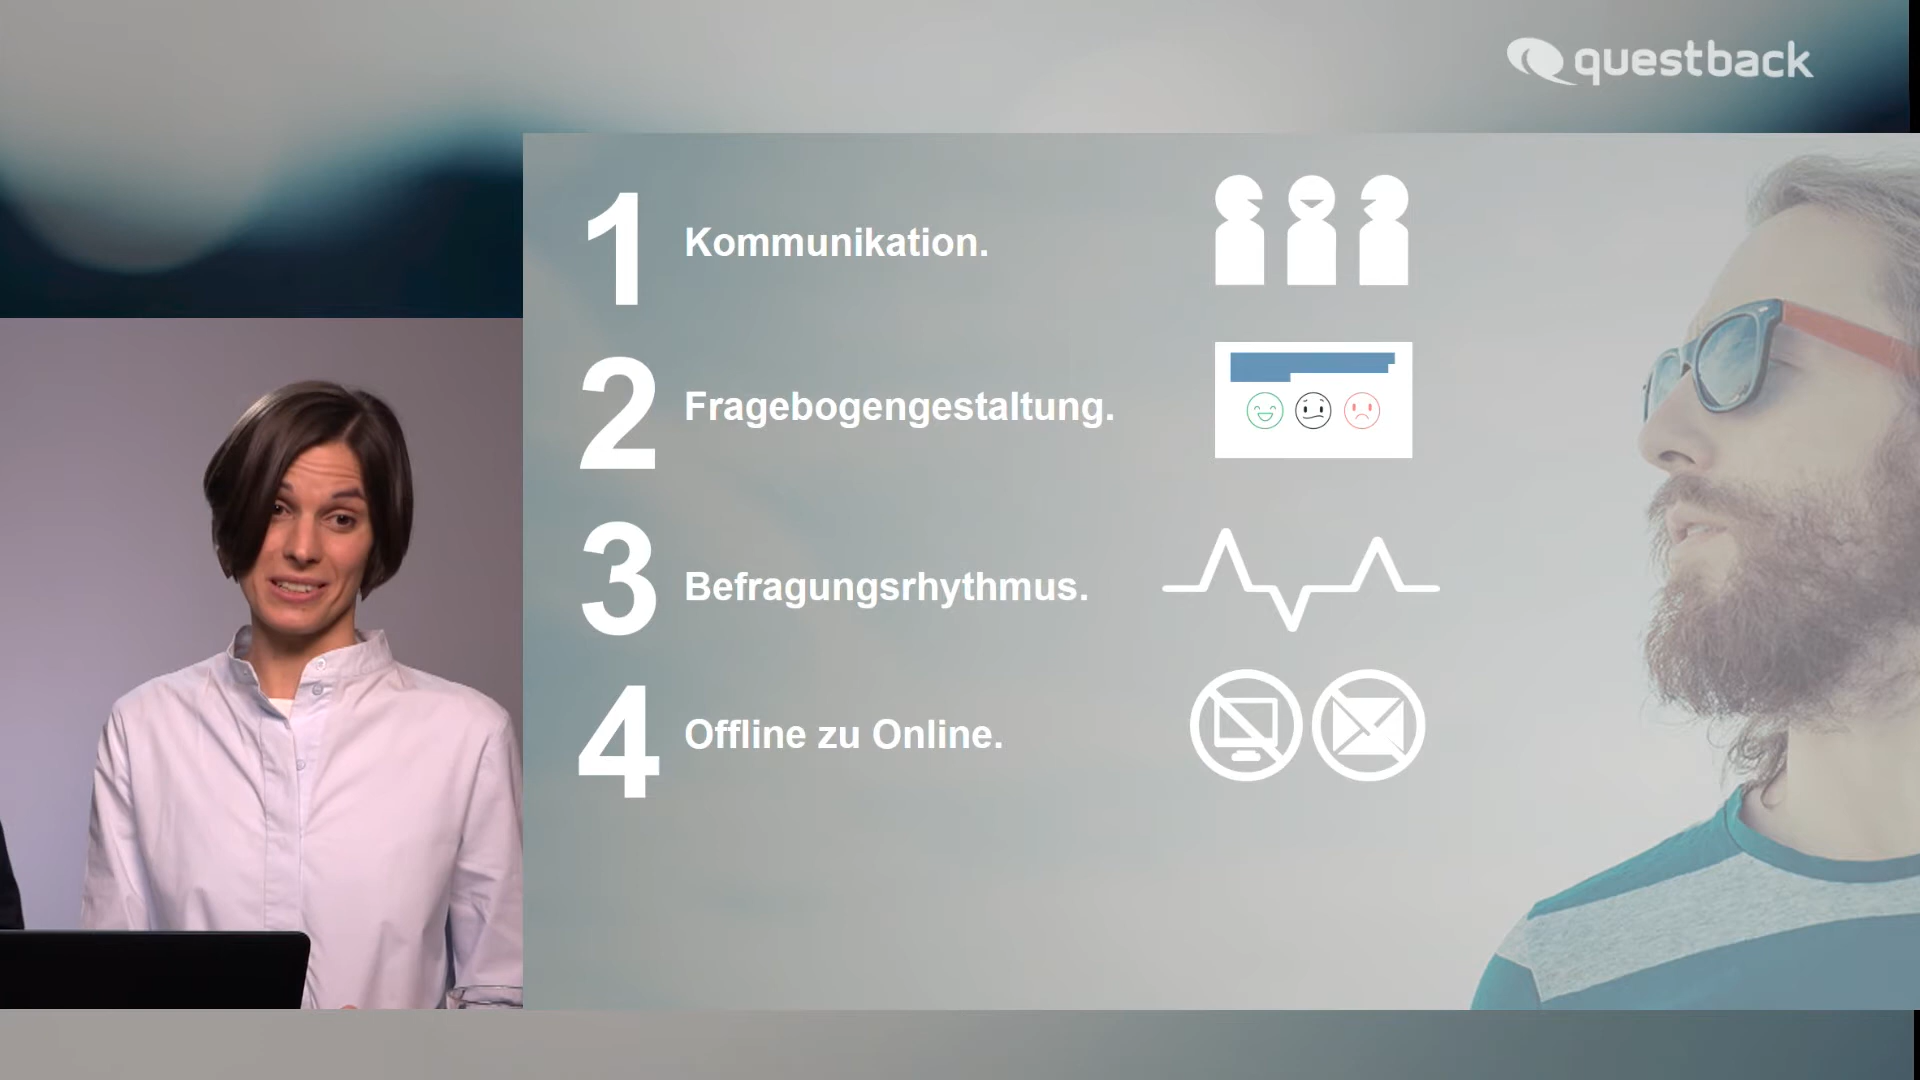 questback
1 Kommunikation.
2 Fragebogengestaltung.
3 Befragungsrhythmus.
4 Offline zu Online.